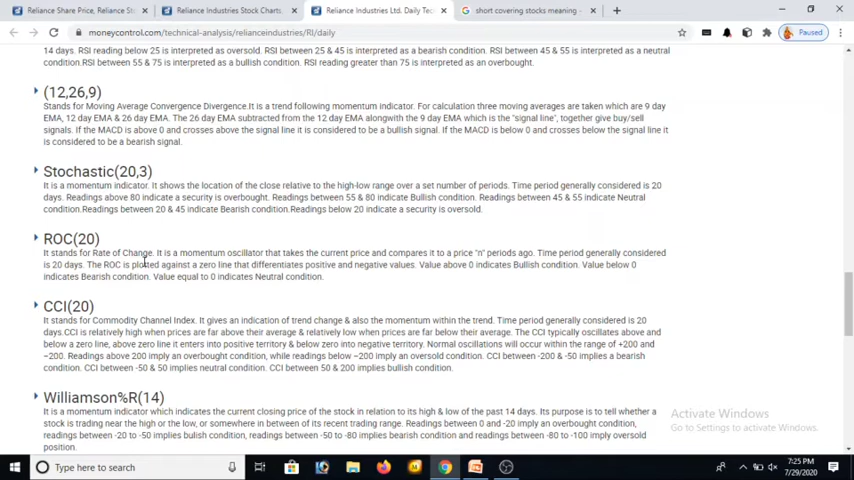 Reliance Share Price, Reliance Sto
Reliance Industries Stock Charts,
Reliance Industries Ltd. Daily Tec
short covering stocks meaning -
moneycontrol.com/technical-analysis/relianceindustries/RI/daily
Paused
14 days. RSI reading below 25 is interpreted as oversold. RSI between 25 & 45 is interpreted as a bearish condition. RSI between 45 & 55 is interpreted as a neutral
condition.RSI between 55 & 75 is interpreted as a bullish condition. RSI reading greater than 75 is interpreted as an overbought.
(12,26,9)
Stands for Moving Average Convergence Divergence.It is a trend following momentum indicator. For calculation three moving averages are taken which are 9 day
EMA, 12 day EMA & 26 day EMA. The 26 day EMA subtracted from the 12 day EMA alongwith the 9 day EMA which is the "signal line", together give buy/sell
signals. If the MACD is above 0 and crosses above the signal line it is considered to be a bullish signal. If the MACD is below 0 and crosses below the signal line it
is considered to be a bearish signal.
Stochastic(20,3)
It is a momentum indicator. It shows the location of the close relative to the high-low range over a set number of periods. Time period generally considered is 20
days. Readings above 80 indicate a security is overbought. Readings between 55 & 80 indicate Bullish condition. Readings between 45 & 55 indicate Neutral
condition.Readings between 20 & 45 indicate Bearish condition.Readings below 20 indicate a security is oversold.
ROC(20)
It stands for Rate of Change. It is a momentum oscillator that takes the current price and compares it to a price "n" periods ago. Time period generally considered
is 20 days. The ROC is plotted against a zero line that differentiates positive and negative values. Value above 0 indicates Bullish condition. Value below 0
indicates Bearish condition. Value equal to 0 indicates Neutral condition.
CCI(20)
It stands for Commodity Channel Index. It gives an indication of trend change & also the momentum within the trend. Time period generally considered is 20
days.CCI is relatively high when prices are far above their average & relatively low when prices are far below their average. The CCI typically oscillates above and
below a zero line, above zero line it enters into positive territory & below zero into negative territory. Normal oscillations will occur within the range of +200 and
−200. Readings above 200 imply an overbought condition, while readings below −200 imply an oversold condition. CCI between -200 & -50 implies a bearish
condition. CCI between -50 & 50 implies neutral condition. CCI between 50 & 200 implies bullish condition.
Williamson%R(14)
It is a momentum indicator which indicates the current closing price of the stock in relation to its high & low of the past 14 days. Its purpose is to tell whether a
stock is trading near the high or the low, or somewhere in between of its recent trading range. Readings between 0 and -20 imply an overbought condition,
readings between -20 to -50 implies bulish condition, readings between -50 to -80 implies bearish condition and readings between -80 to -100 imply oversold
position.
Activate Windows
Go to Settings to activate Windows.
Type here to search
7:25 PM
7/29/2020